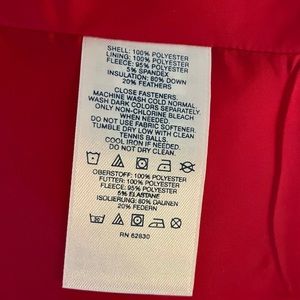 SHELL: 100% POLYESTER
LINING: 100% POLYESTER
FLEECE: 95% POLYESTER
5% SPANDEX
INSULATION: 80% DOWN
20% FEATHERS
CLOSE FASTENERS.
MACHINE WASH COLD NORMAL.
WASH DARK COLORS SEPARATELY.
ONLY NON-CHLORINE BLEACH
WHEN NEEDED.
DO NOT USE FABRIC SOFTENER.
TUMBLE DRY LOW WITH CLEAN
TENNIS BALLS.
COOL IRON IF NEEDED.
DO NOT DRY CLEAN.
OBERSTOFF: 100% POLYESTER
FUTTER: 100% POLYESTER
FLEECE: 95% POLYESTER
5% ELASTANE
ISOLIERUNG: 80% DAUNEN
20% FEDERN
RN 62830